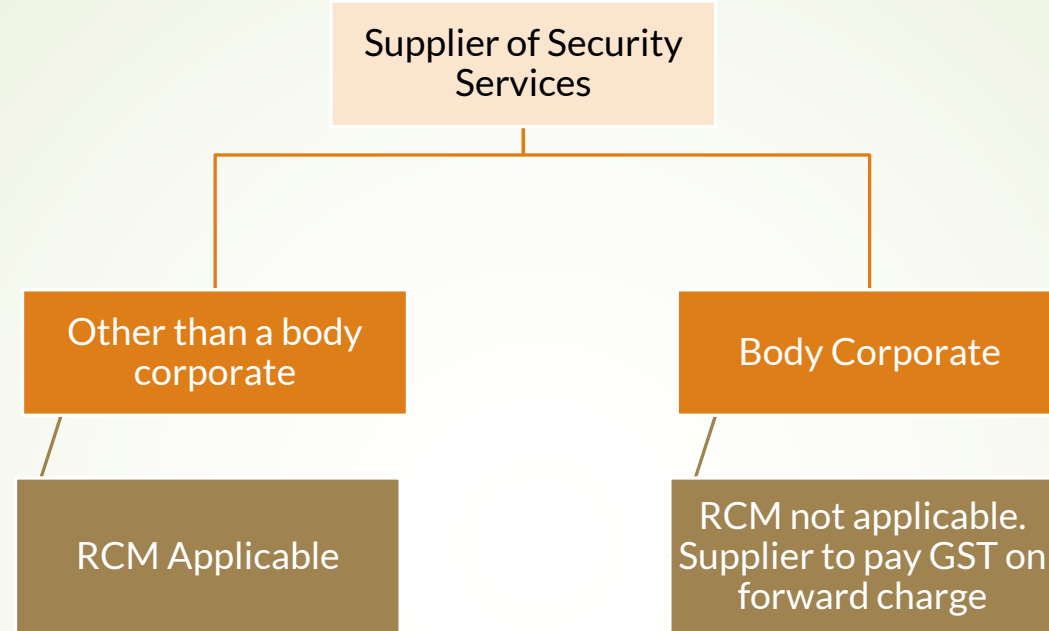 Supplier of Security
Services
Other than a body
corporate
Body Corporate
RCM Applicable
RCM not applicable.
Supplier to pay GST on
forward charge